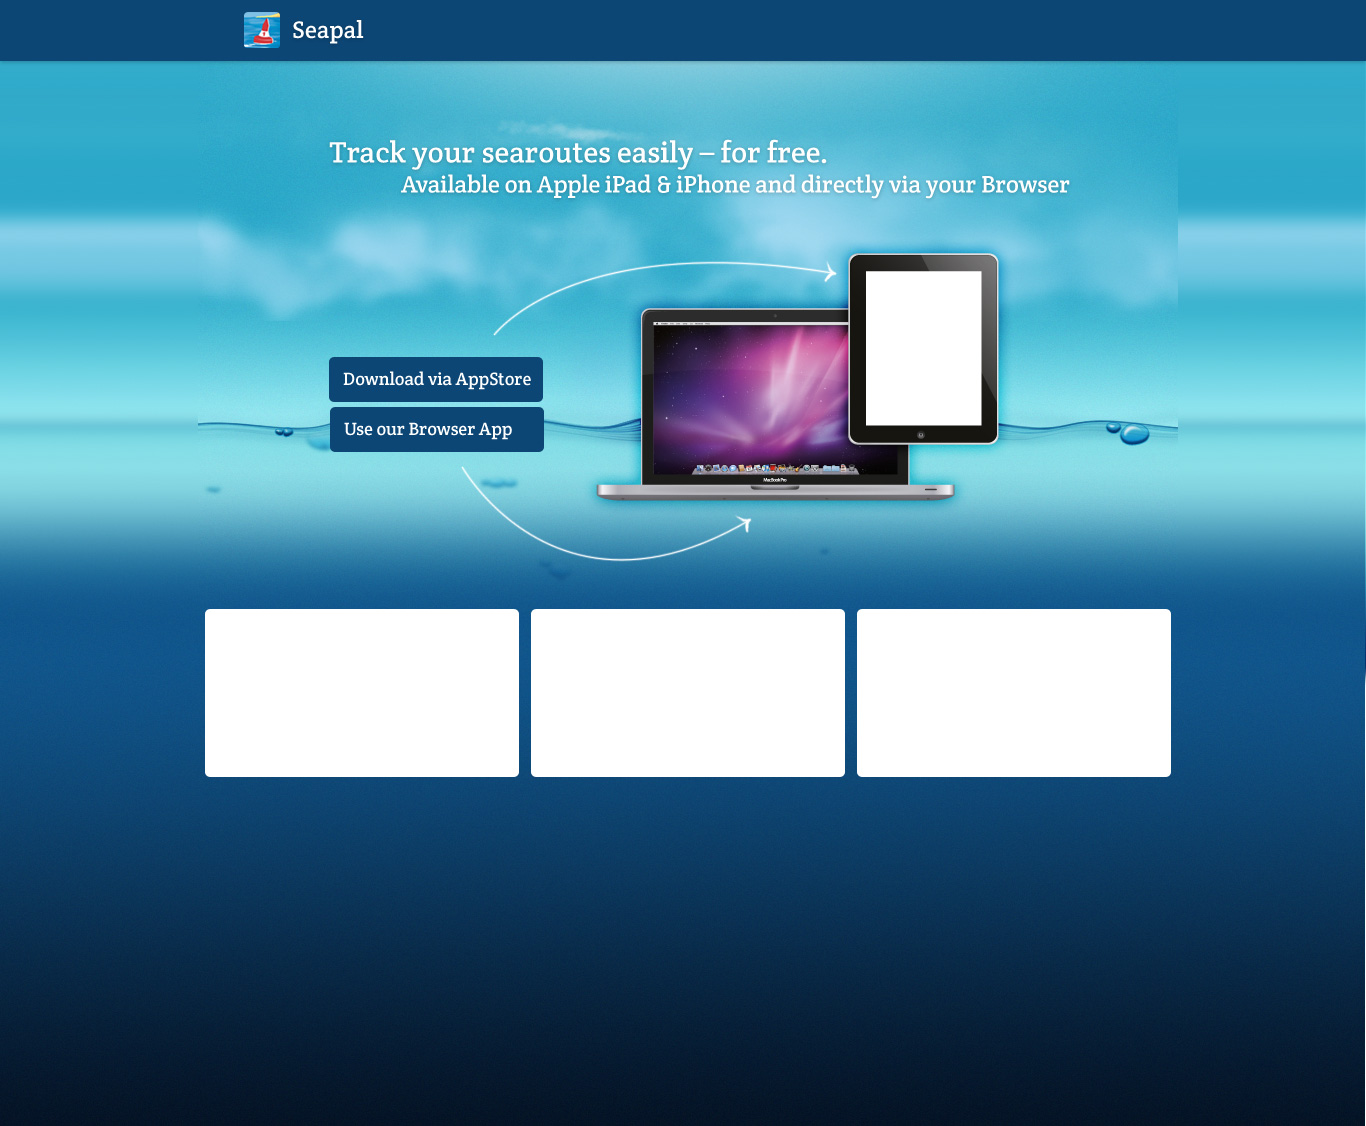 Seapal
Track your searoutes easily – for free.
Available on Apple iPad & iPhone and directly via your Browser
Download via AppStore
Use our Browser App
MacBook Pro